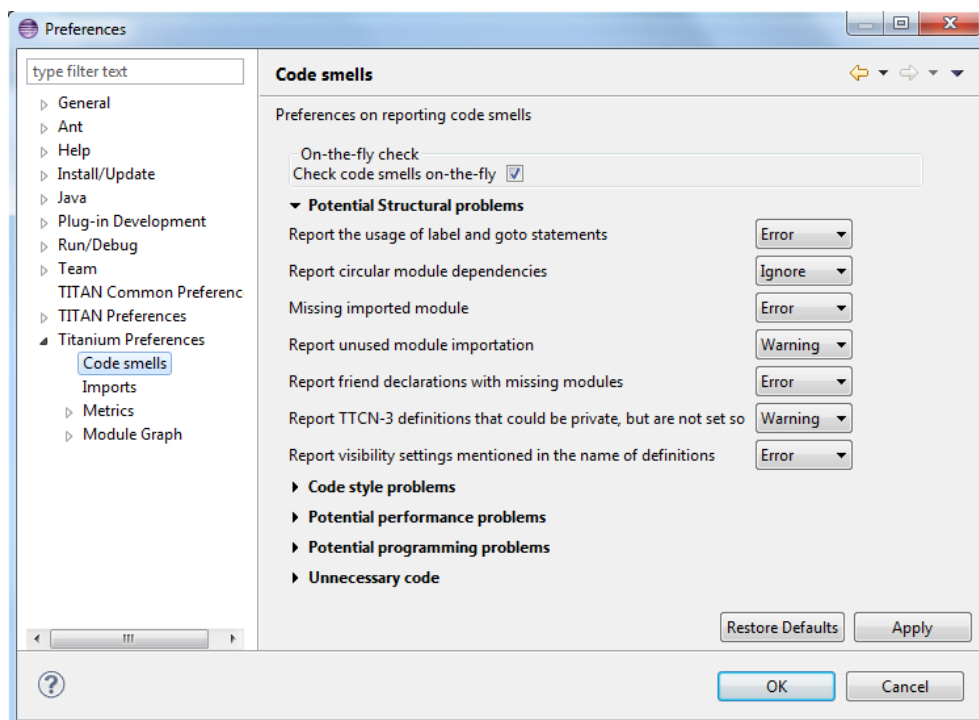 Preferences
type filter text
General
Ant
Help
Install/Update
Java
Plug-in Development
Run/Debug
Team
TITAN Common Preferenc
TITAN Preferences
Titanium Preferences
Code smells
Imports
Metrics
Module Graph
Code smells
Preferences on reporting code smells
On-the-fly check
Check code smells on-the-fly
Potential Structural problems
Report the usage of label and goto statements Error
Report circular module dependencies Ignore
Missing imported module Error
Report unused module importation Warning
Report friend declarations with missing modules Error
Report TTCN-3 definitions that could be private, but are not set so Warning
Report visibility settings mentioned in the name of definitions Error
Code style problems
Potential performance problems
Potential programming problems
Unnecessary code
Restore Defaults Apply
? OK Cancel